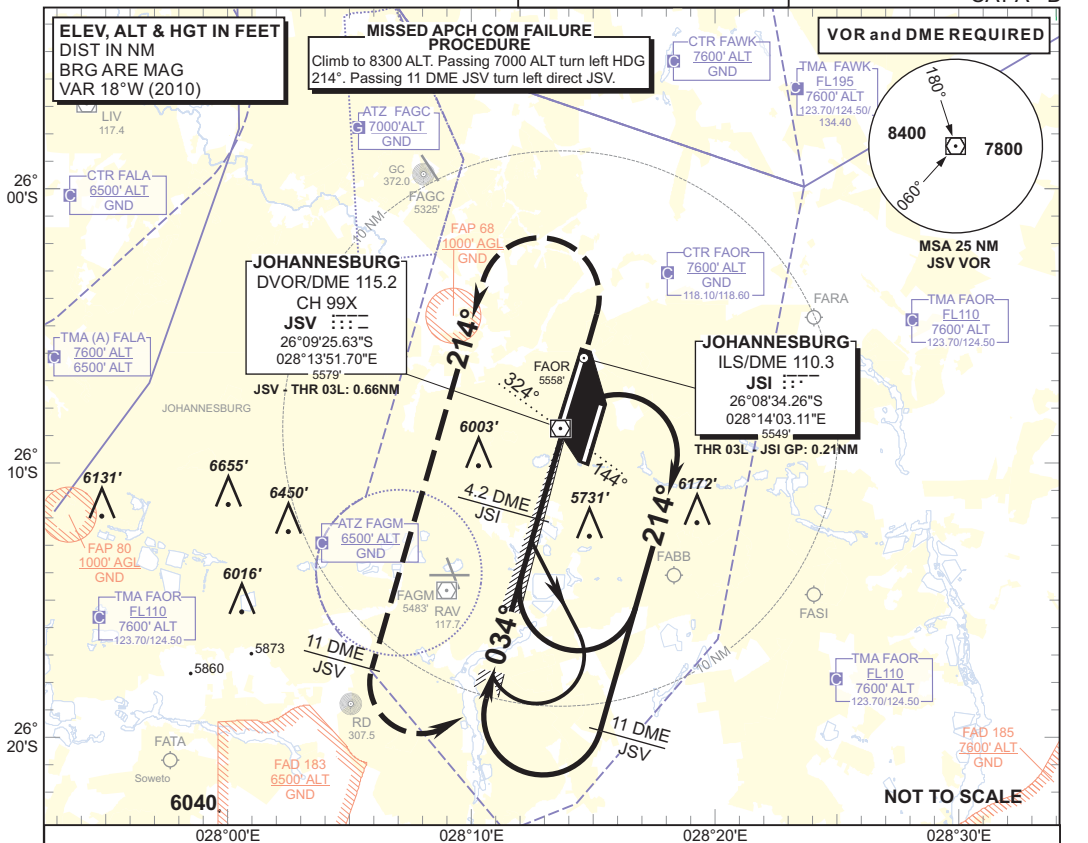 CAT A - D
ELEV, ALT & HGT IN FEET
DIST IN NM
BRG ARE MAG
VAR 18°W (2010)
MISSED APCH COM FAILURE
PROCEDURE
Climb to 8300 ALT. Passing 7000 ALT turn left HDG
214°. Passing 11 DME JSV turn left direct JSV.
VOR and DME REQUIRED
CTR FAWK
7600' ALT
GND
C
TMA FAWK
FL195
7600' ALT
123.70/124.50/
134.40
C
180°
8400
7800
060°
MSA 25 NM
JSV VOR
LIV
117.4
ATZ FAGC
7000'ALT
GND
G
GC
372.0
FAGC
5325'
26°
00'S
CTR FALA
6500' ALT
GND
C
10 NM
FAP 68
1000' AGL
GND
CTR FAOR
7600' ALT
GND
118.10/118.60
C
JOHANNESBURG
DVOR/DME 115.2
CH 99X
JSV
26°09'25.63"S
028°13'51.70"E
5579'
JSV - THR 03L: 0.66NM
FARA
TMA FAOR
FL110
7600' ALT
123.70/124.50
C
TMA (A) FALA
7600' ALT
6500' ALT
C
214°
FAOR
5558'
JOHANNESBURG
ILS/DME 110.3
JSI
26°08'34.26"S
028°14'03.11"E
5549'
THR 03L - JSI GP: 0.21NM
324°
JOHANNESBURG
6003'
26°
10'S
6131'
6655'
6450'
4.2 DME
JSI
144°
5731'
6172'
214°
FAP 80
1000' AGL
GND
ATZ FAGM
6500' ALT
GND
C
FABB
6016'
FAGM
5483'
RAV
117.7
FASI
TMA FAOR
FL110
7600' ALT
123.70/124.50
C
034°
5873
5860
11 DME
JSV
10 NM
TMA FAOR
FL110
7600' ALT
123.70/124.50
C
RD
307.5
11 DME
JSV
26°
20'S
FATA
Soweto
FAD 183
6500' ALT
GND
FAD 185
7600' ALT
GND
6040
NOT TO SCALE
028°00'E
028°10'E
028°20'E
028°30'E